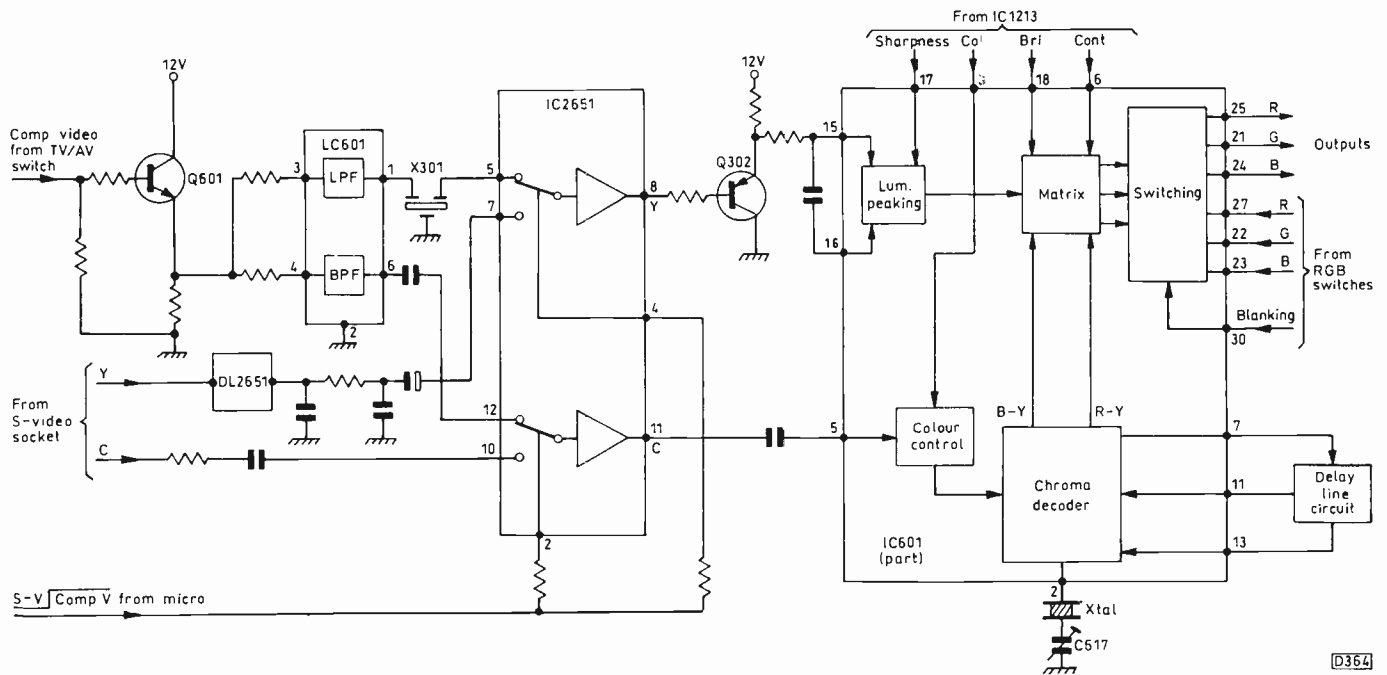 From IC1213
Sharpness Col Bri Cont
17 3 18 6
12V
12V
IC2651
Comp video
from TV/AV
switch
Q601
LC601
3 LPF 1
X301
5
7
8
Y
Q302
15
Lum.
peaking
16
Matrix
Switching
25 R
21 G
24 B
Outputs
27 R
22 G
23 B
From
RGB
switches
Blanking
30
4 BPF 6
2
4
From
S-video
socket
Y
DL2651
C
12
10
11
C
2
5
Colour
control
B-Y R-Y
Chroma
decoder
7
11
13
Delay
line
circuit
IC601
(part)
S-V Comp V from micro
2
Xtal
C617
D364